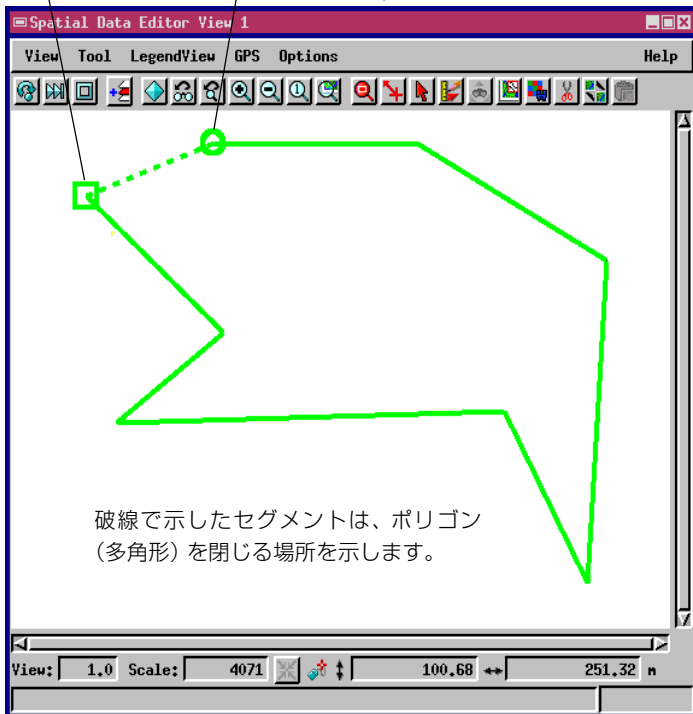 Spatial Data Editor View 1
View Tool LegendView GPS Options Help
破線で示したセグメントは、ポリゴン
（多角形）を閉じる場所を示します。
View: 1.0 Scale: 4071 100.68 251.32 m